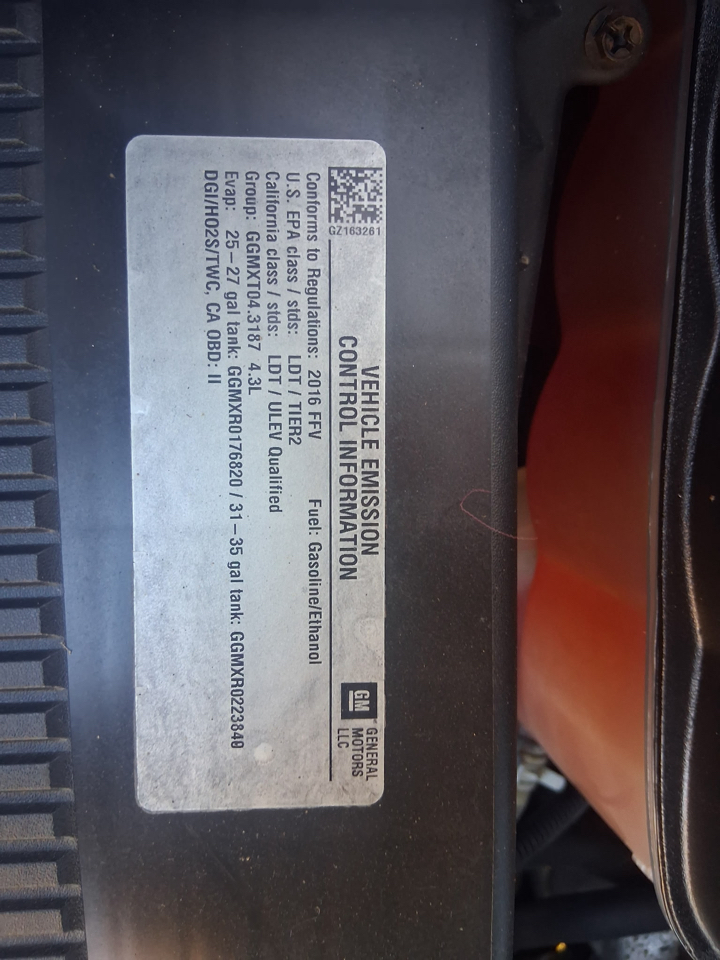 GZ163261
VEHICLE EMISSION
CONTROL INFORMATION
GM
GENERAL
MOTORS
LLC
Conforms to Regulations: 2016 FFV Fuel: Gasoline/Ethanol
U.S. EPA class / stds: LDT / TIER2
California class / stds: LDT / ULEV Qualified
Group: GGMXT04.3187 4.3L
Evap: 25–27 gal tank: GGMXR0176820 / 31–35 gal tank: GGMXR0223840
DGI/HO2S/TWC, CA OBD: II